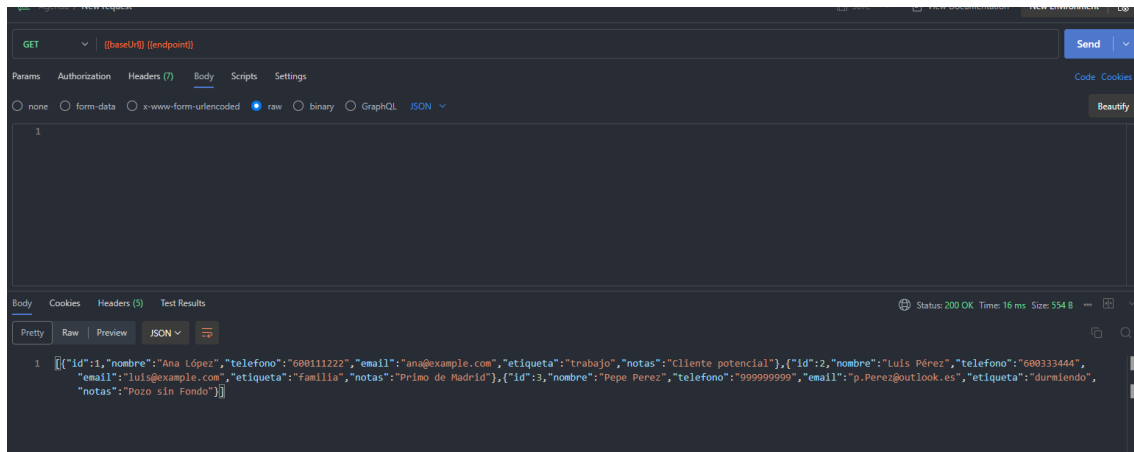 New request
Save
View Documentation
New Environment
GET
{{baseUrl}} {{endpoint}}
Send
Params Authorization Headers (7) Body Scripts Settings
Code Cookies
none form-data x-www-form-urlencoded raw binary GraphQL JSON
Beautify
1
Body Cookies Headers (5) Test Results
Status: 200 OK Time: 16 ms Size: 554 B
Pretty Raw Preview JSON
1 [{"id":1,"nombre":"Ana López","telefono":"600111222","email":"ana@example.com","etiqueta":"trabajo","notas":"Cliente potencial"},{"id":2,"nombre":"Luis Pérez","telefono":"600333444",
"email":"luis@example.com","etiqueta":"familia","notas":"Primo de Madrid"},{"id":3,"nombre":"Pepe Perez","telefono":"999999999","email":"p.Perez@outlook.es","etiqueta":"durmiendo",
"notas":"Pozo sin Fondo"}]